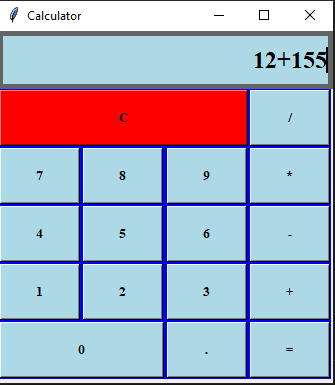 Calculator
12+155
C /
7 8 9 *
4 5 6 -
1 2 3 +
0 . =